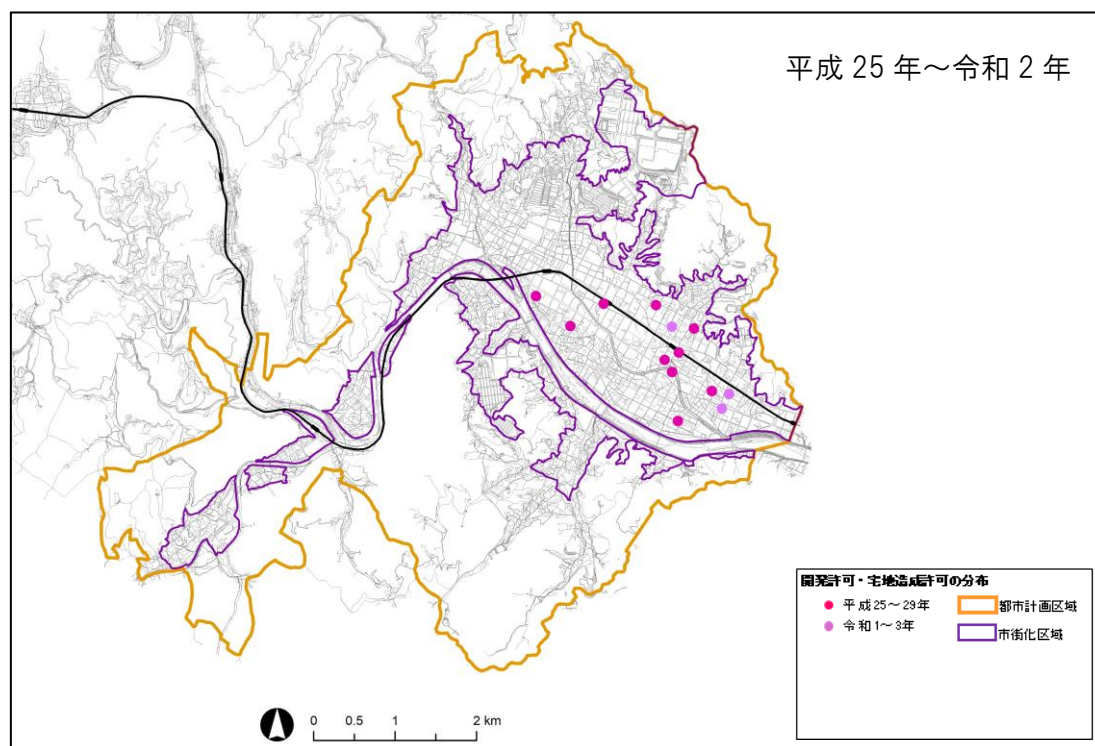 平成 25 年～令和 2 年
開発許可・宅地造成許可の分布
平成25～29年
令和1～3年
都市計画区域
市街化区域
0 0.5 1 2 km